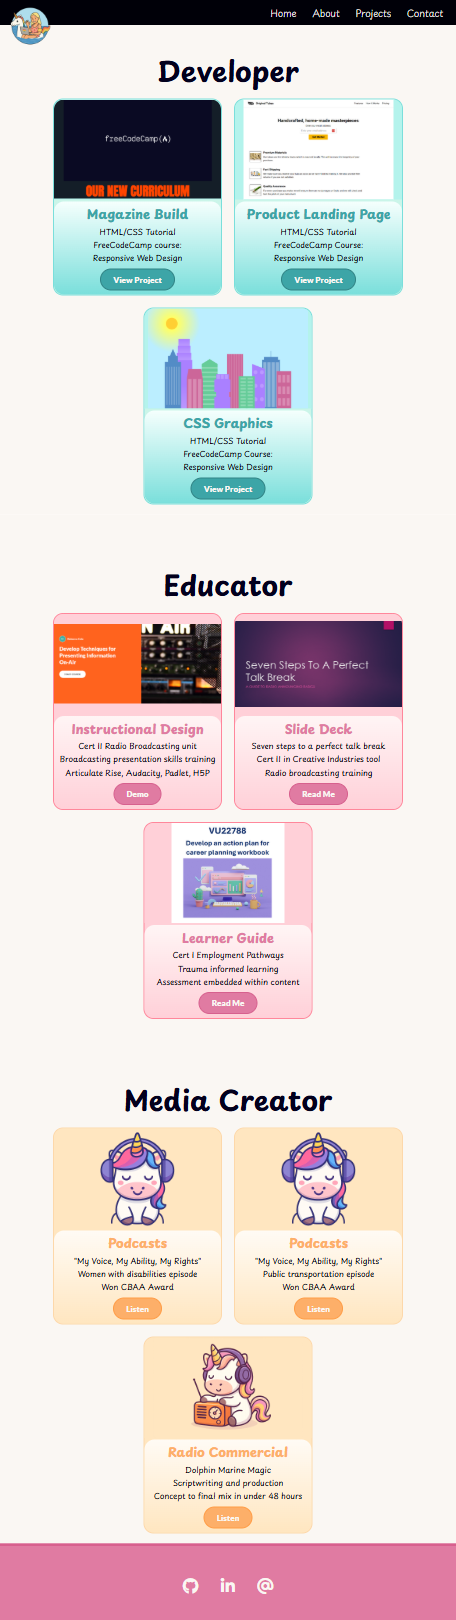 Home About Projects Contact
Developer
freeCodeCamp(🔥)
OUR NEW CURRICULUM
Magazine Build
HTML/CSS Tutorial
FreeCodeCamp course:
Responsive Web Design
View Project
Handcrafted, home-made masterpieces
Premium Materials
Fast Shipping
Quality Assurance
Product Landing Page
HTML/CSS Tutorial
FreeCodeCamp Course:
Responsive Web Design
View Project
CSS Graphics
HTML/CSS Tutorial
FreeCodeCamp Course:
Responsive Web Design
View Project
Educator
ON AIR
Develop Techniques for
Presenting Information
On-Air
Instructional Design
Cert II Radio Broadcasting unit
Broadcasting presentation skills training
Articulate Rise, Audacity, Padlet, H5P
Demo
Seven Steps To A Perfect
Talk Break
Slide Deck
Seven steps to a perfect talk break
Cert II in Creative Industries tool
Radio broadcasting training
Read Me
VU22788
Develop an action plan for
career planning workbook
Learner Guide
Cert I Employment Pathways
Trauma informed learning
Assessment embedded within content
Read Me
Media Creator
Podcasts
"My Voice, My Ability, My Rights"
Women with disabilities episode
Won CBAA Award
Listen
Podcasts
"My Voice, My Ability, My Rights"
Public transportation episode
Won CBAA Award
Listen
Radio Commercial
Dolphin Marine Magic
Scriptwriting and production
Concept to final mix in under 48 hours
Listen